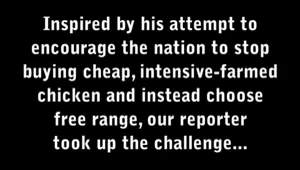 Inspired by his attempt to
encourage the nation to stop
buying cheap, intensive-farmed
chicken and instead choose
free range, our reporter
took up the challenge...